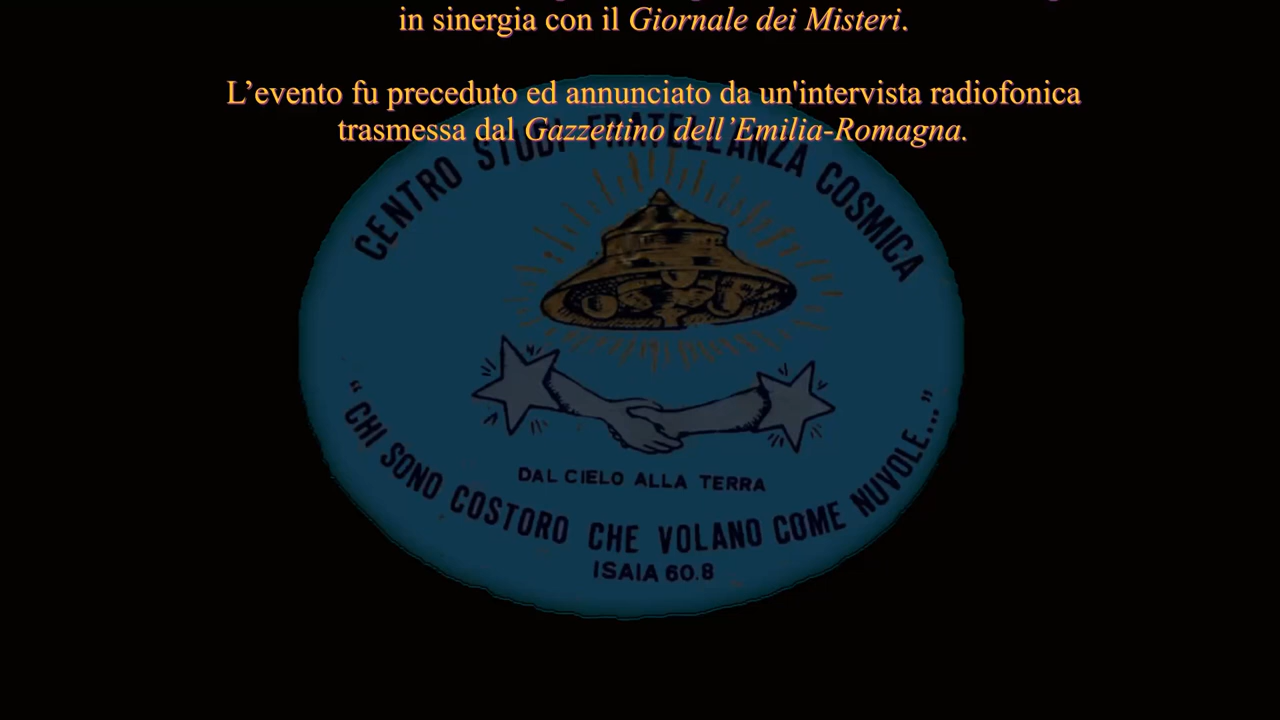 in sinergia con il Giornale dei Misteri.
L’evento fu preceduto ed annunciato da un'intervista radiofonica
trasmessa dal Gazzettino dell’Emilia-Romagna.
CENTRO STUDI FRATELLANZA COSMICA
DAL CIELO ALLA TERRA
“CHI SONO COSTORO CHE VOLANO COME NUVOLE...”
ISAIA 60.8